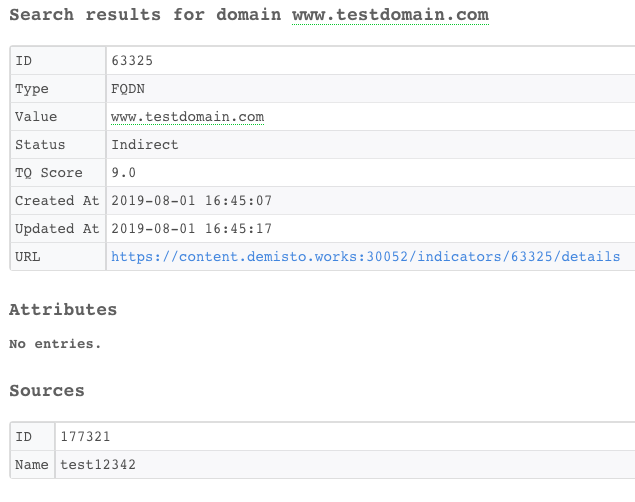 Search results for domain www.testdomain.com
ID 63325
Type FQDN
Value www.testdomain.com
Status Indirect
TQ Score 9.0
Created At 2019-08-01 16:45:07
Updated At 2019-08-01 16:45:17
URL https://content.demisto.works:30052/indicators/63325/details
Attributes
No entries.
Sources
ID 177321
Name test12342